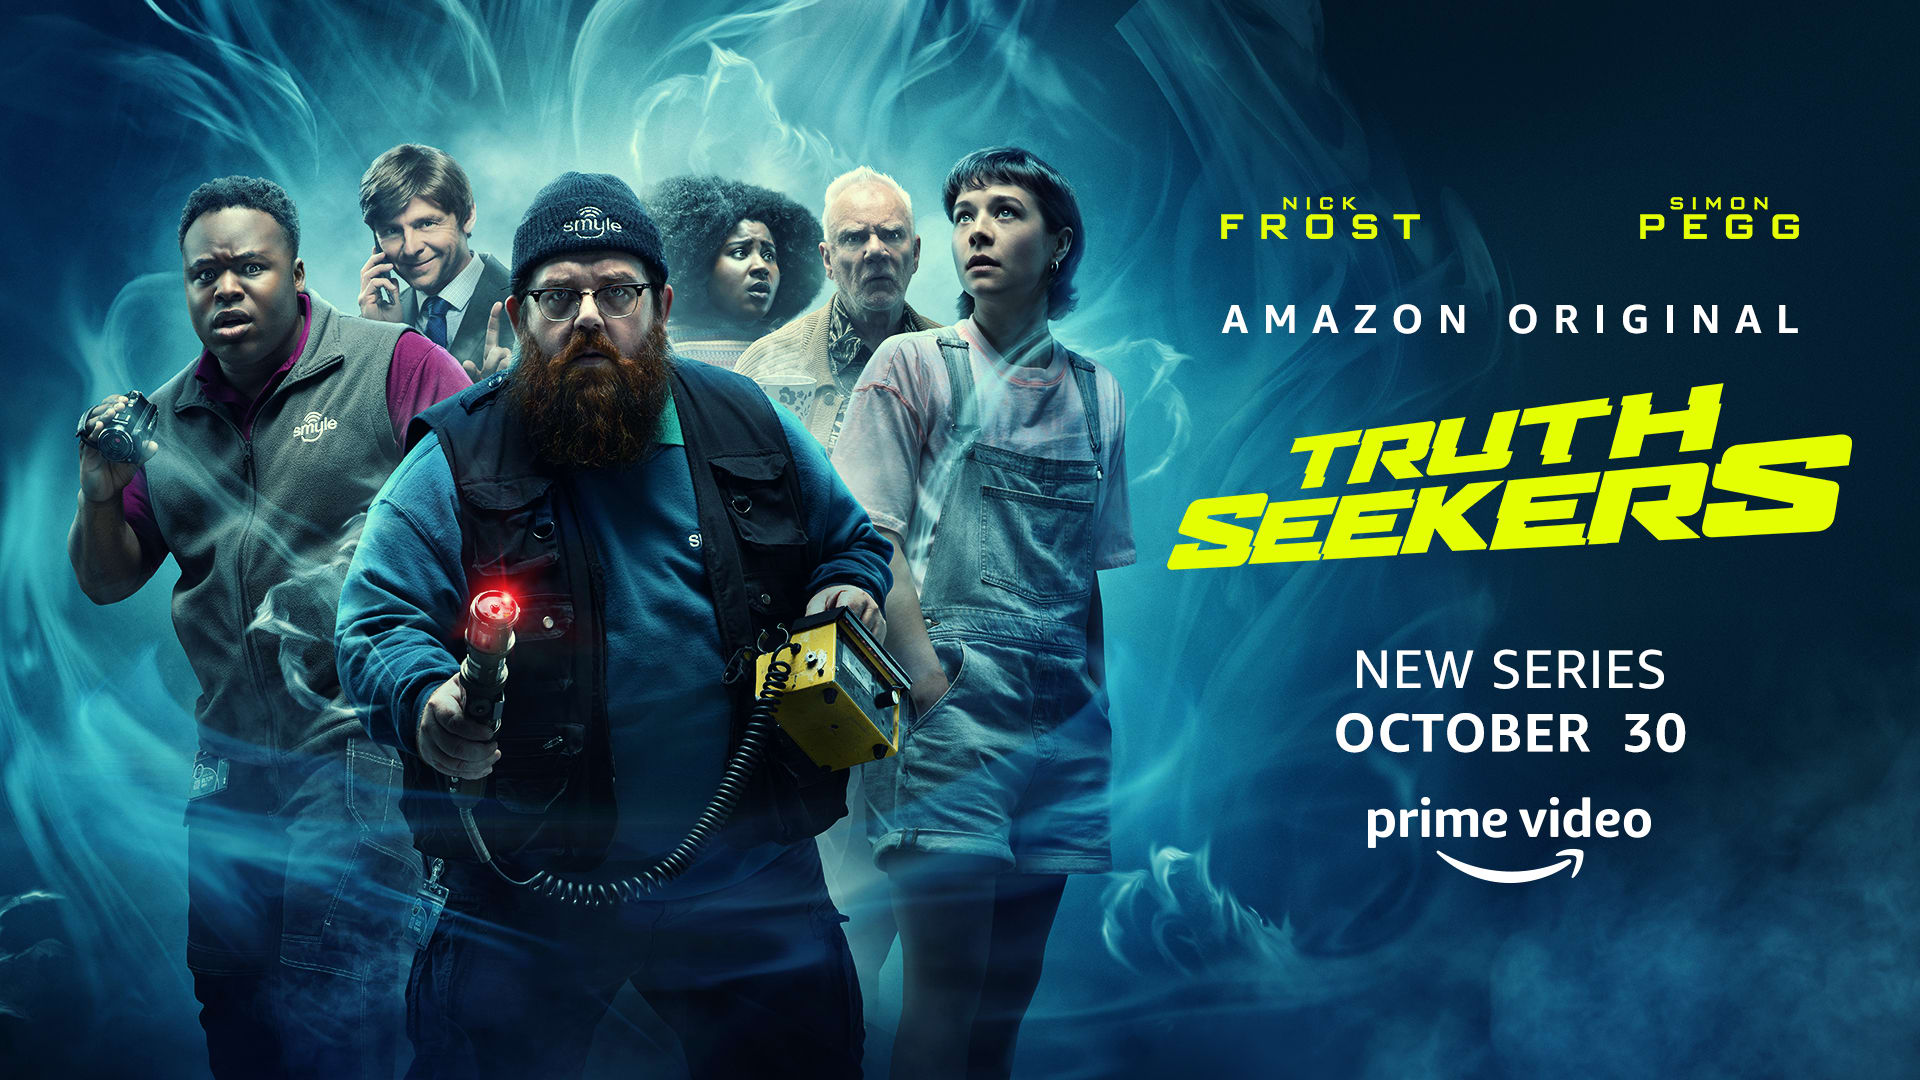 smyle
smyle
s
NICK
FROST
SIMON
PEGG
AMAZON ORIGINAL
TRUTH
SEEKERS
NEW SERIES
OCTOBER 30
prime video